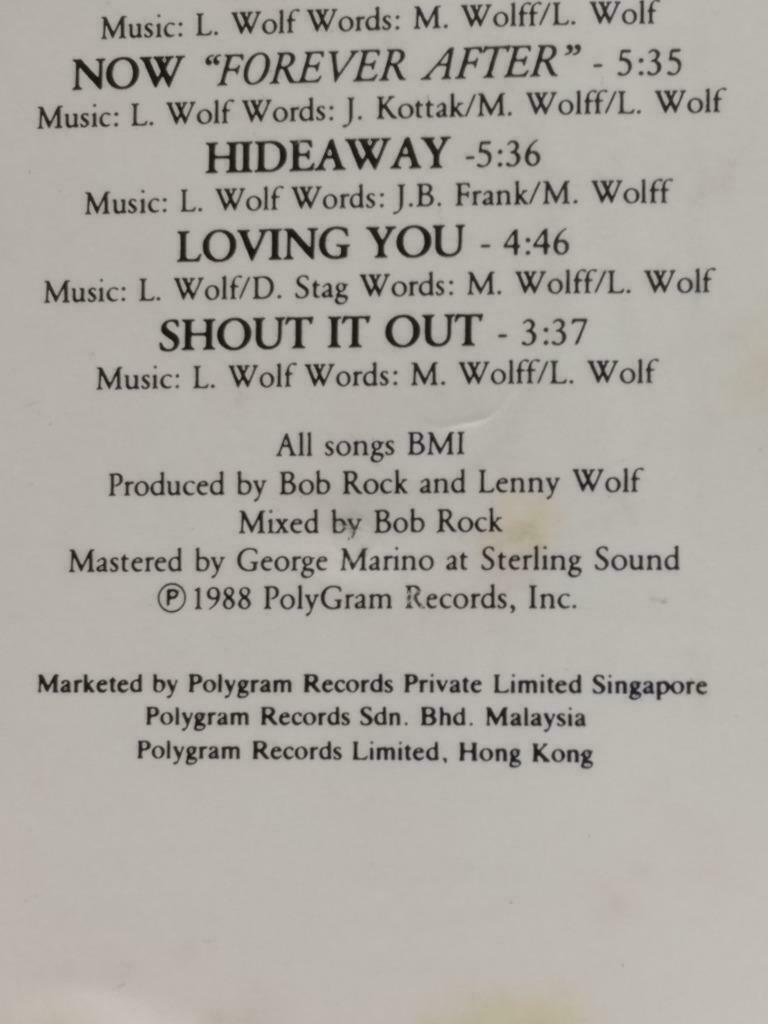 Music: L. Wolf Words: M. Wolff/L. Wolf
NOW "FOREVER AFTER" - 5:35
Music: L. Wolf Words: J. Kottak/M. Wolff/L. Wolf
HIDEAWAY -5:36
Music: L. Wolf Words: J.B. Frank/M. Wolff
LOVING YOU - 4:46
Music: L. Wolf/D. Stag Words: M. Wolff/L. Wolf
SHOUT IT OUT - 3:37
Music: L. Wolf Words: M. Wolff/L. Wolf
All songs BMI
Produced by Bob Rock and Lenny Wolf
Mixed by Bob Rock
Mastered by George Marino at Sterling Sound
℗ 1988 PolyGram Records, Inc.
Marketed by Polygram Records Private Limited Singapore
Polygram Records Sdn. Bhd. Malaysia
Polygram Records Limited, Hong Kong